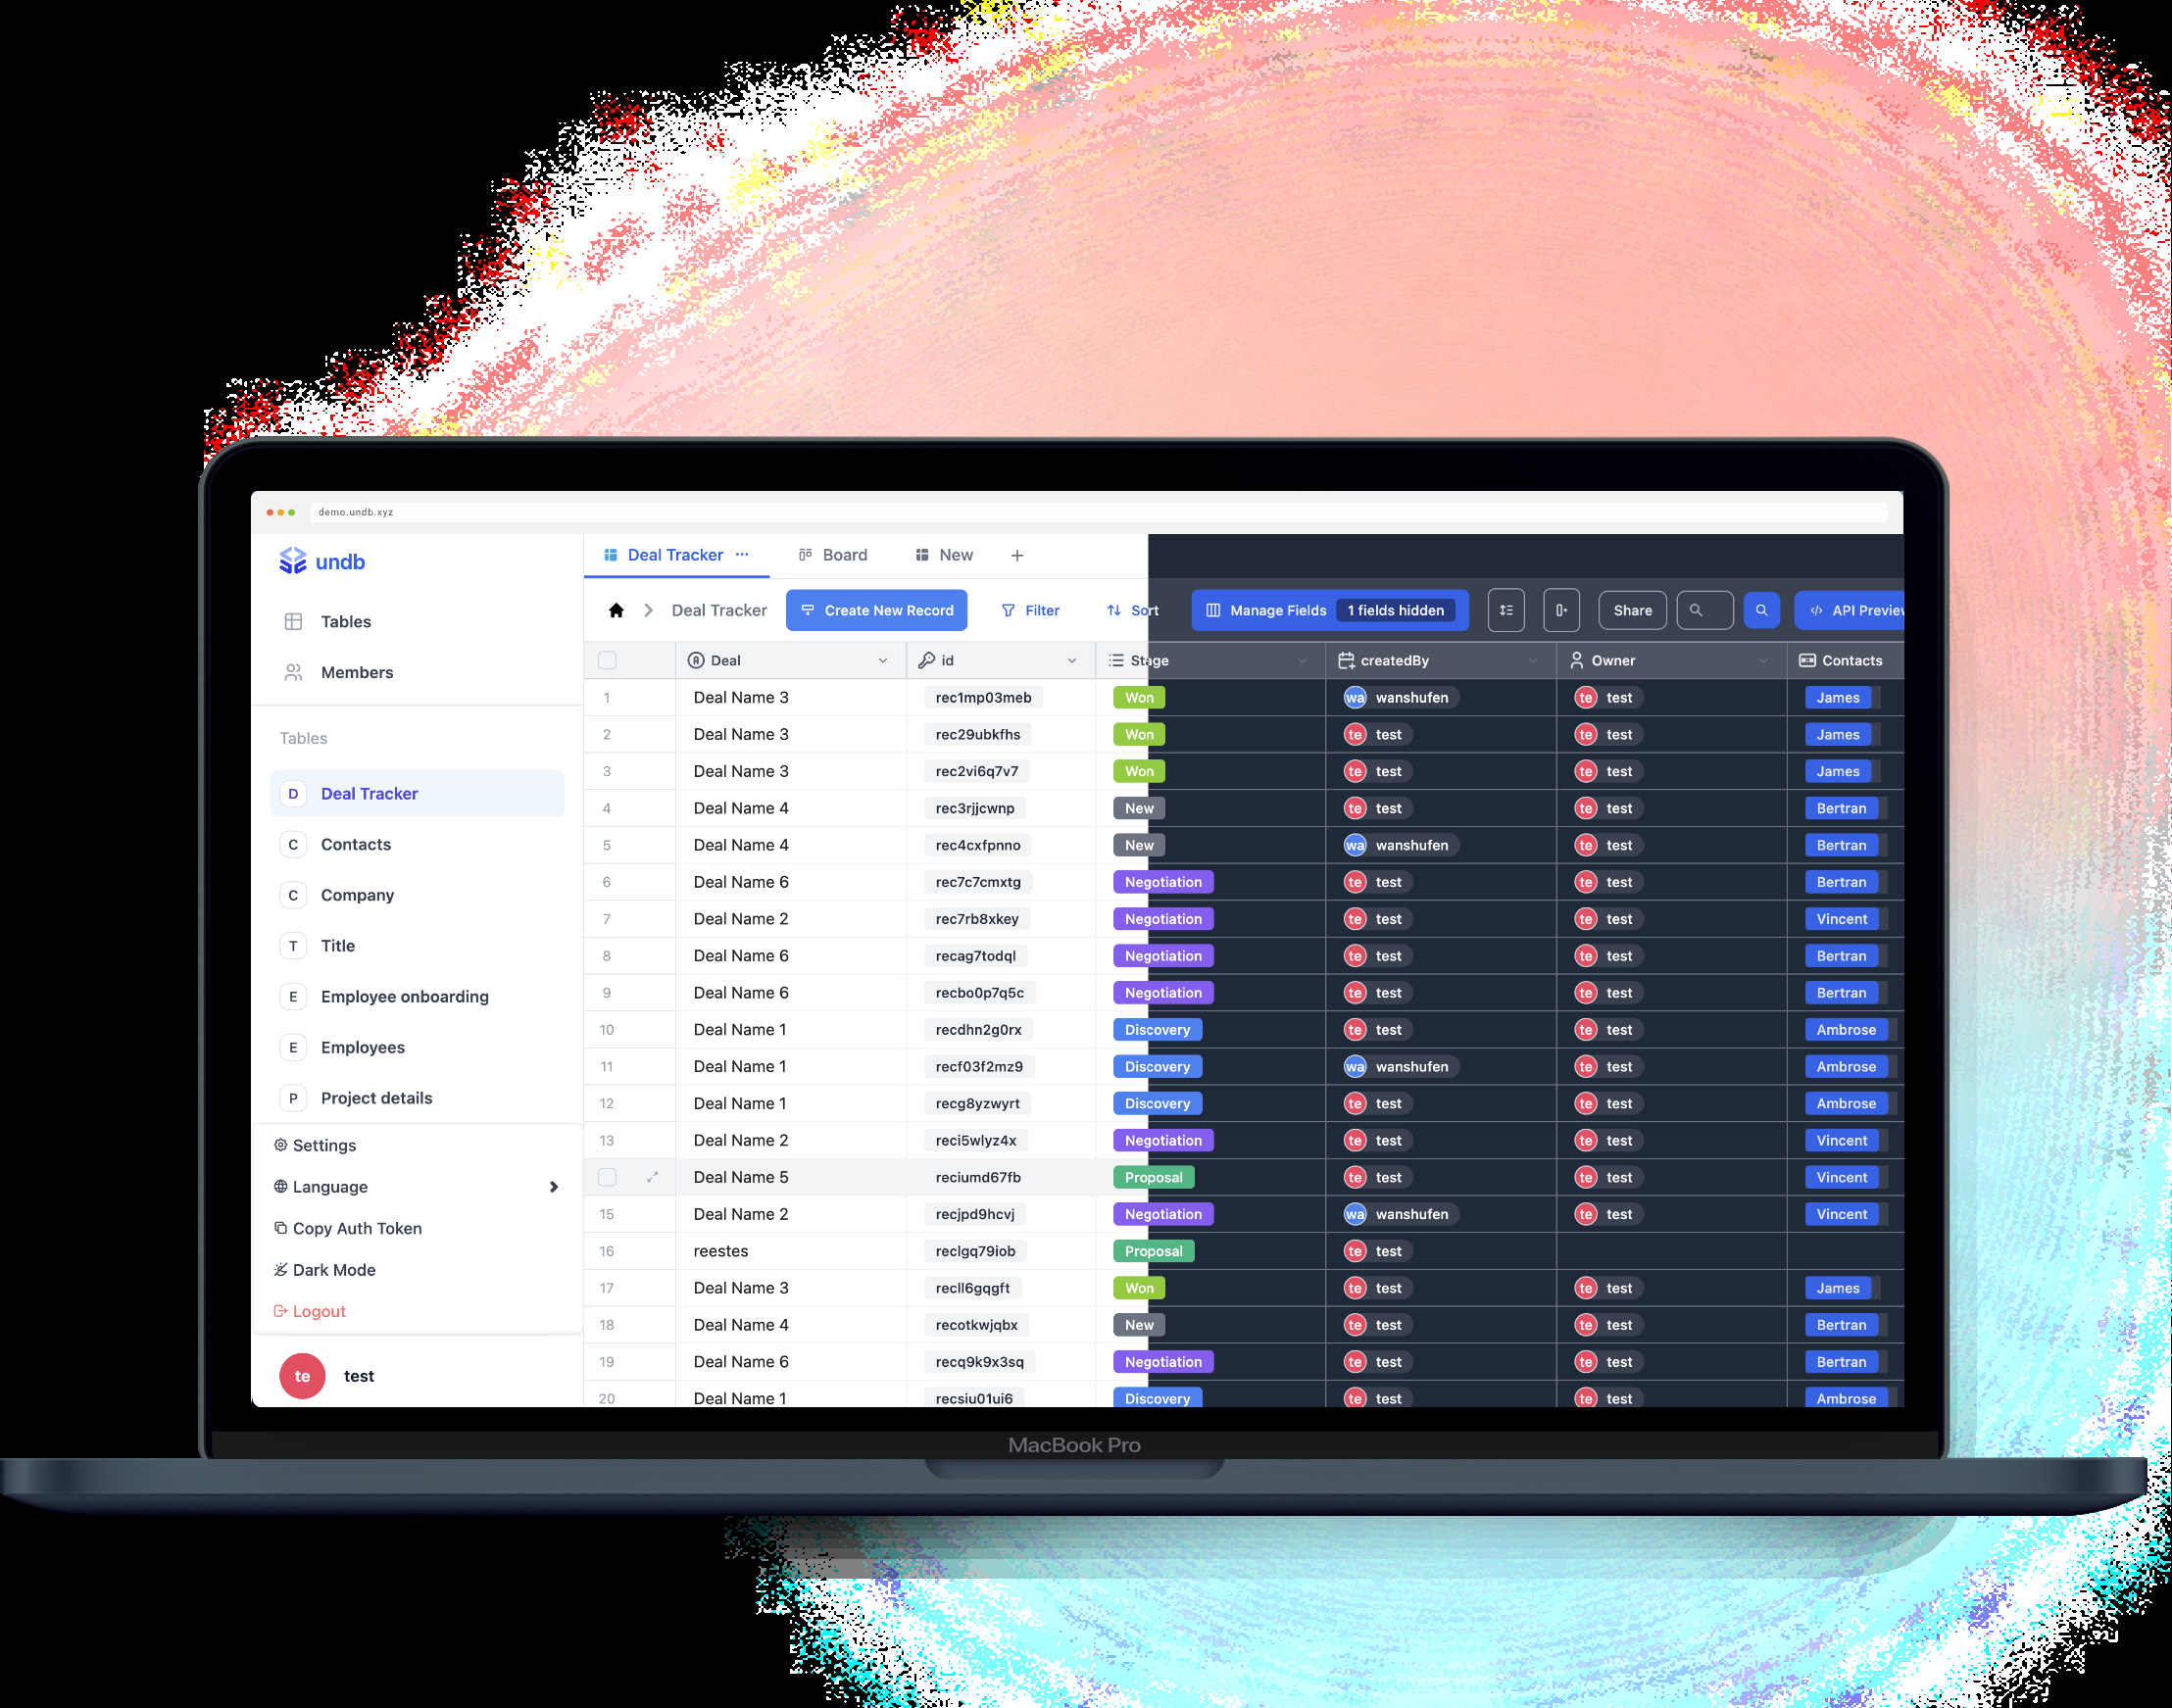 demo.undb.xyz
undb
Tables
Members
Tables
D Deal Tracker
C Contacts
C Company
T Title
E Employee onboarding
E Employees
P Project details
Settings
Language
Copy Auth Token
Dark Mode
Logout
te test
Deal Tracker ··· Board New +
Deal Tracker Create New Record Filter Sort Manage Fields 1 fields hidden Share API Preview
Deal id Stage createdBy Owner Contacts
1 Deal Name 3 rec1mp03meb Won wa wanshufen te test James
2 Deal Name 3 rec29ubkfhs Won te test te test James
3 Deal Name 3 rec2vi6q7v7 Won te test te test James
4 Deal Name 4 rec3rjjcwnp New te test te test Bertran
5 Deal Name 4 rec4cxfpnno New wa wanshufen te test Bertran
6 Deal Name 6 rec7c7cmxtg Negotiation te test te test Bertran
7 Deal Name 2 rec7rb8xkey Negotiation te test te test Vincent
8 Deal Name 6 recag7todql Negotiation te test te test Bertran
9 Deal Name 6 recbo0p7q5c Negotiation te test te test Bertran
10 Deal Name 1 recdhn2g0rx Discovery te test te test Ambrose
11 Deal Name 1 recf03f2mz9 Discovery wa wanshufen te test Ambrose
12 Deal Name 1 recg8yzwyrt Discovery te test te test Ambrose
13 Deal Name 2 reci5wlyz4x Negotiation te test te test Vincent
Deal Name 5 reciumd67fb Proposal te test te test Vincent
15 Deal Name 2 recjpd9hcvj Negotiation wa wanshufen te test Vincent
16 reestes reclgq79iob Proposal te test
17 Deal Name 3 recll6gqgft Won te test te test James
18 Deal Name 4 recotkwjqbx New te test te test Bertran
19 Deal Name 6 recq9k9x3sq Negotiation te test te test Bertran
20 Deal Name 1 recsiu01ui6 Discovery te test te test Ambrose
MacBook Pro